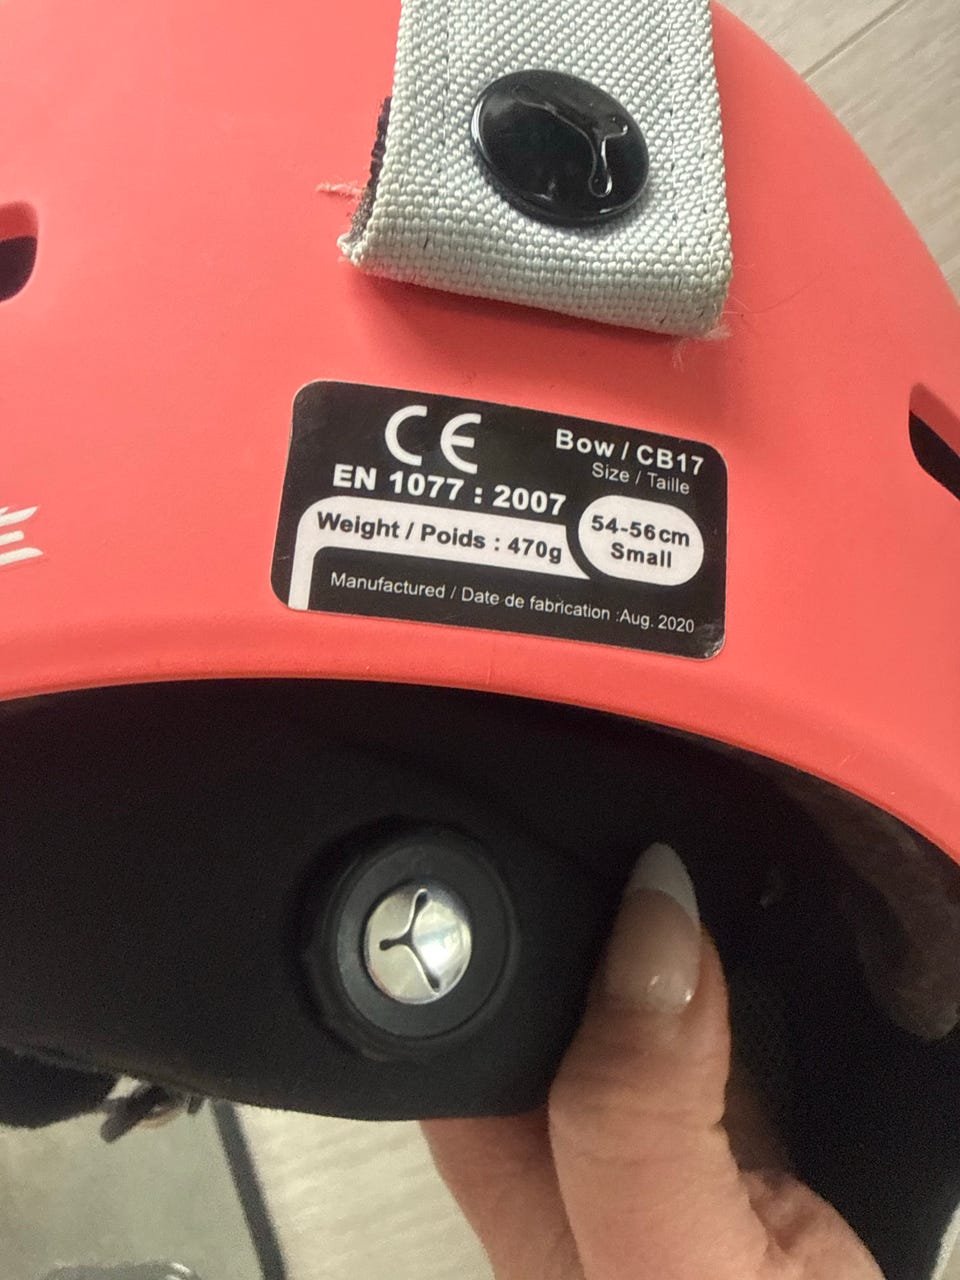 CE
Bow / CB17
EN 1077 : 2007
Size / Taille
54-56cm
Small
Weight / Poids : 470g
Manufactured / Date de fabrication :Aug. 2020